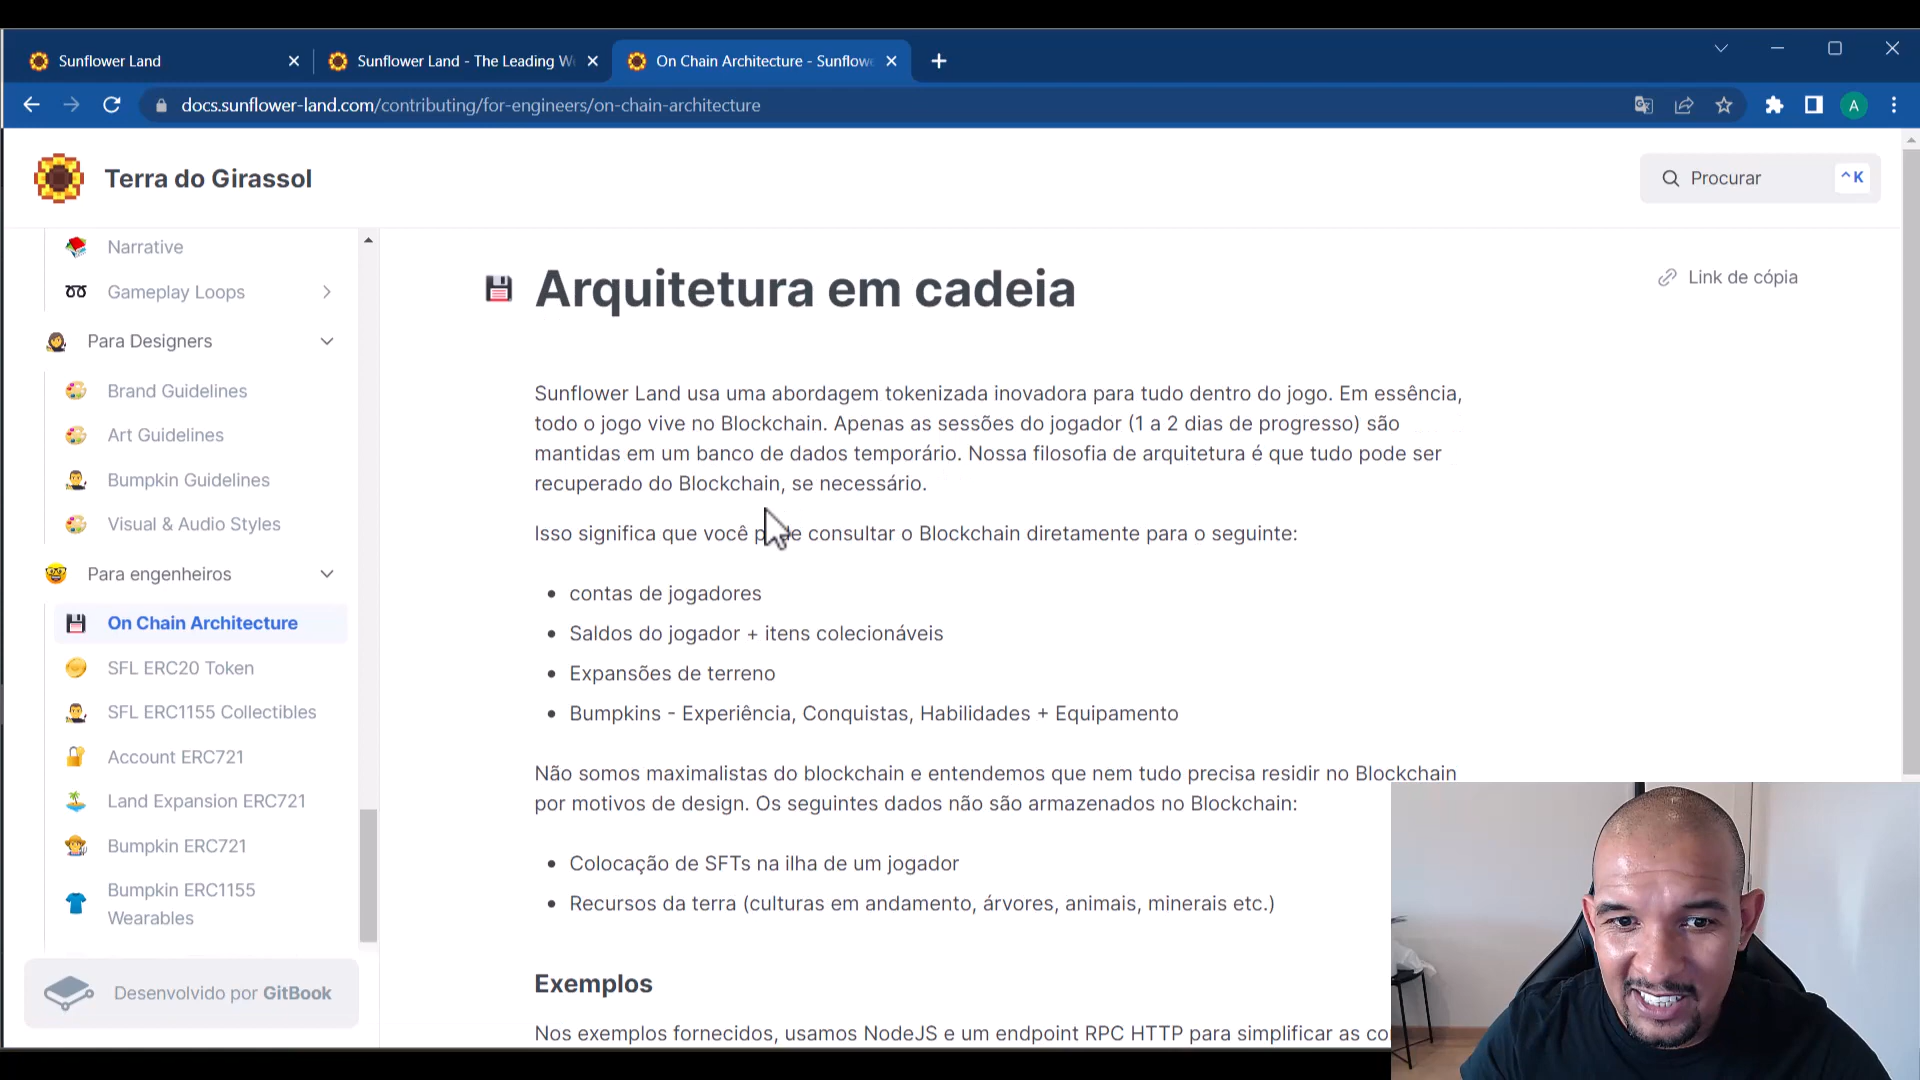 Sunflower Land
Sunflower Land - The Leading W
On Chain Architecture - Sunflow
docs.sunflower-land.com/contributing/for-engineers/on-chain-architecture
A
Terra do Girassol
Procurar
^K
Narrative
Gameplay Loops
Para Designers
Brand Guidelines
Art Guidelines
Bumpkin Guidelines
Visual & Audio Styles
Para engenheiros
On Chain Architecture
SFL ERC20 Token
SFL ERC1155 Collectibles
Account ERC721
Land Expansion ERC721
Bumpkin ERC721
Bumpkin ERC1155
Wearables
Desenvolvido por GitBook
Arquitetura em cadeia
Link de cópia
Sunflower Land usa uma abordagem tokenizada inovadora para tudo dentro do jogo. Em essência,
todo o jogo vive no Blockchain. Apenas as sessões do jogador (1 a 2 dias de progresso) são
mantidas em um banco de dados temporário. Nossa filosofia de arquitetura é que tudo pode ser
recuperado do Blockchain, se necessário.
Isso significa que você pode consultar o Blockchain diretamente para o seguinte:
• contas de jogadores
• Saldos do jogador + itens colecionáveis
• Expansões de terreno
• Bumpkins - Experiência, Conquistas, Habilidades + Equipamento
Não somos maximalistas do blockchain e entendemos que nem tudo precisa residir no Blockchain
por motivos de design. Os seguintes dados não são armazenados no Blockchain:
• Colocação de SFTs na ilha de um jogador
• Recursos da terra (culturas em andamento, árvores, animais, minerais etc.)
Exemplos
Nos exemplos fornecidos, usamos NodeJS e um endpoint RPC HTTP para simplificar as co